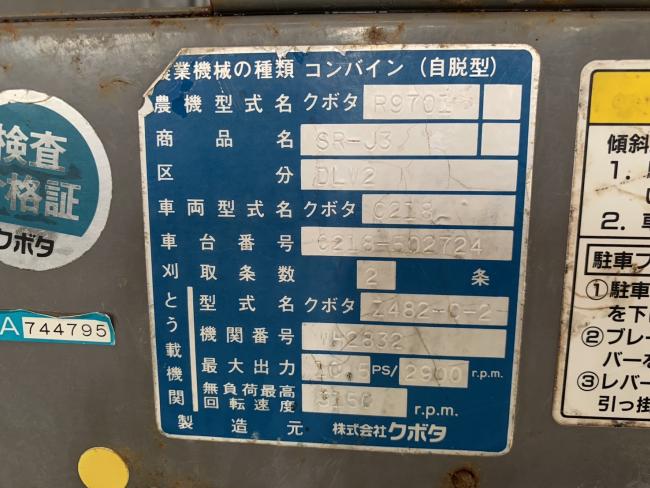 業機械の種類 コンバイン (自脱型)
農機型式名 クボタ R970I
商品名 SR-J3
区分 DLW2
車両型式名 クボタ C218
車台番号 C218-502724
刈取条数 2 条
とう載機関
型式名 クボタ Z482-C-2
機関番号 VH2832
最大出力 10.5 PS/ 2900 r.p.m.
無負荷最高回転速度 3150 r.p.m.
製造元 株式会社クボタ
検査
合格証
クボタ
A 744795
傾斜
1.
2.
駐車ブ
①駐車
を下
②ブレー
バーを
③レバー
引っ掛